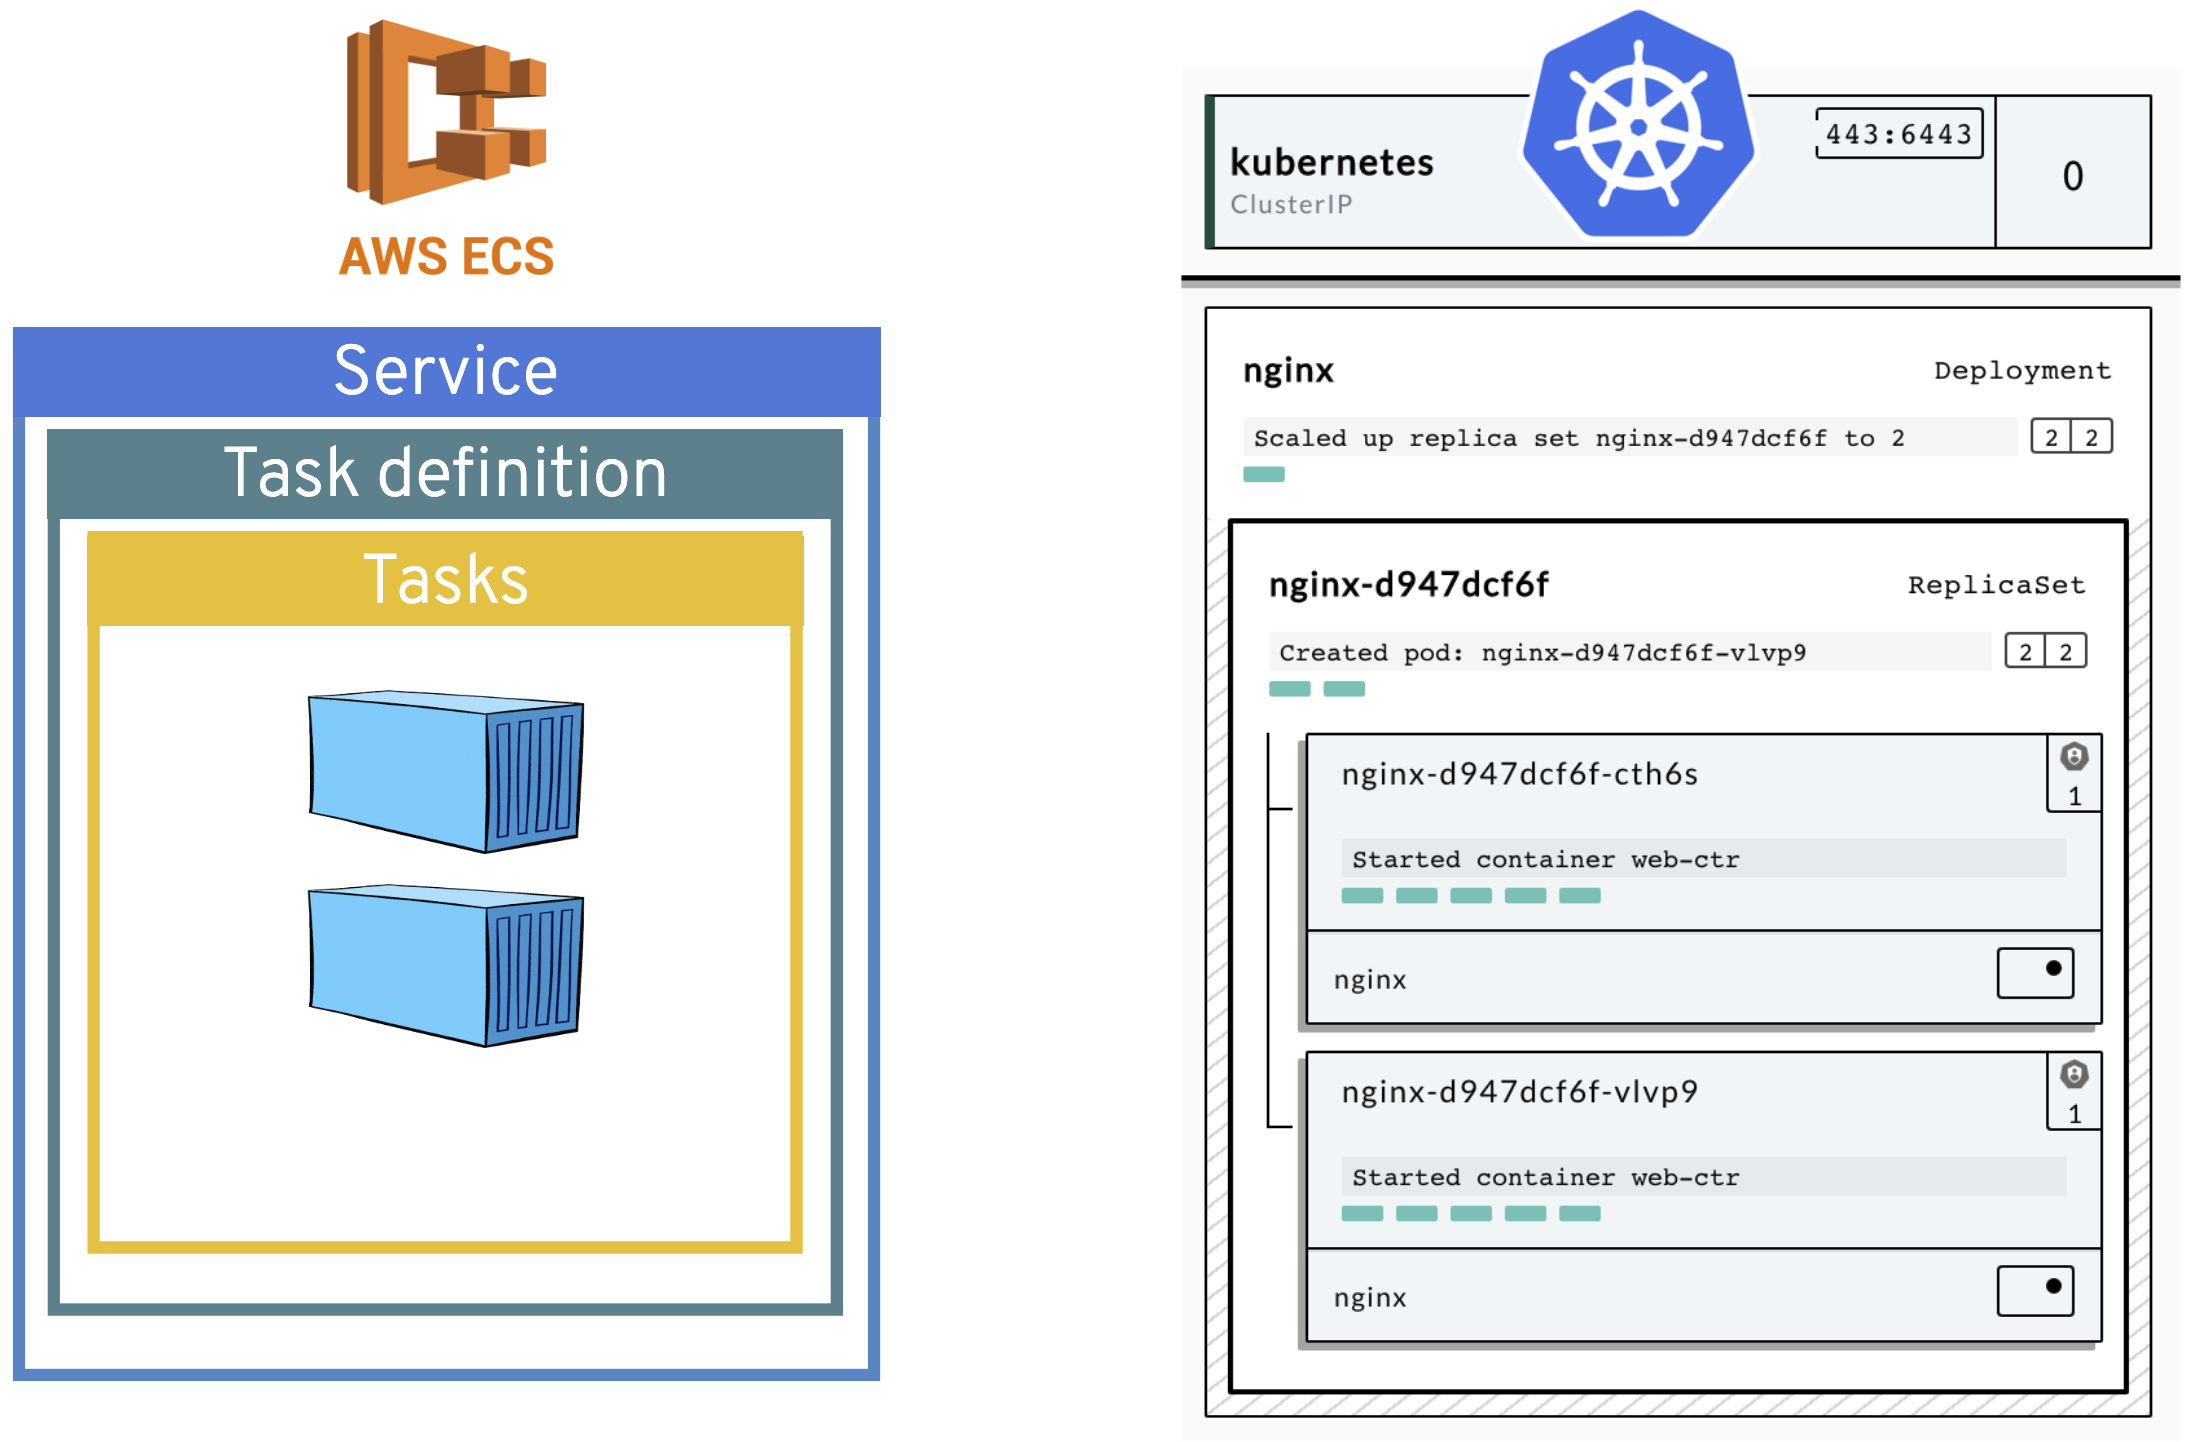 AWS ECS
Service
Task definition
Tasks
kubernetes
ClusterIP
443:6443
0
nginx
Deployment
Scaled up replica set nginx-d947dcf6f to 2
2 2
nginx-d947dcf6f
ReplicaSet
Created pod: nginx-d947dcf6f-vlvp9
2 2
nginx-d947dcf6f-cth6s
1
Started container web-ctr
nginx
nginx-d947dcf6f-vlvp9
1
Started container web-ctr
nginx